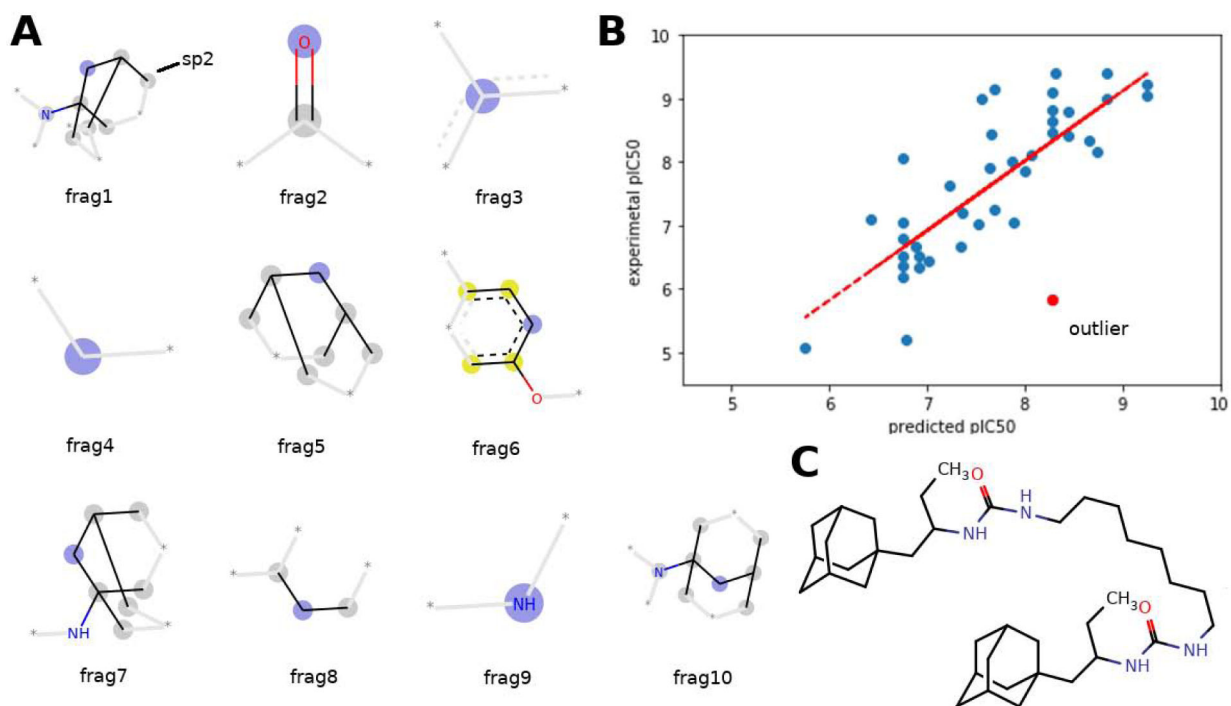 A
sp2
N
*
*
*
*
frag1
O
*
*
frag2
*
*
*
frag3
*
*
frag4
*
*
frag5
*
*
O
*
frag6
*
*
*
NH
frag7
*
*
*
frag8
*
*
NH
frag9
*
*
*
*
N
frag10
B
10
9
8
7
6
5
experimetal pIC50
outlier
5
6
7
8
9
10
predicted pIC50
C
CH3
O
H
N
NH
CH3
O
NH
NH